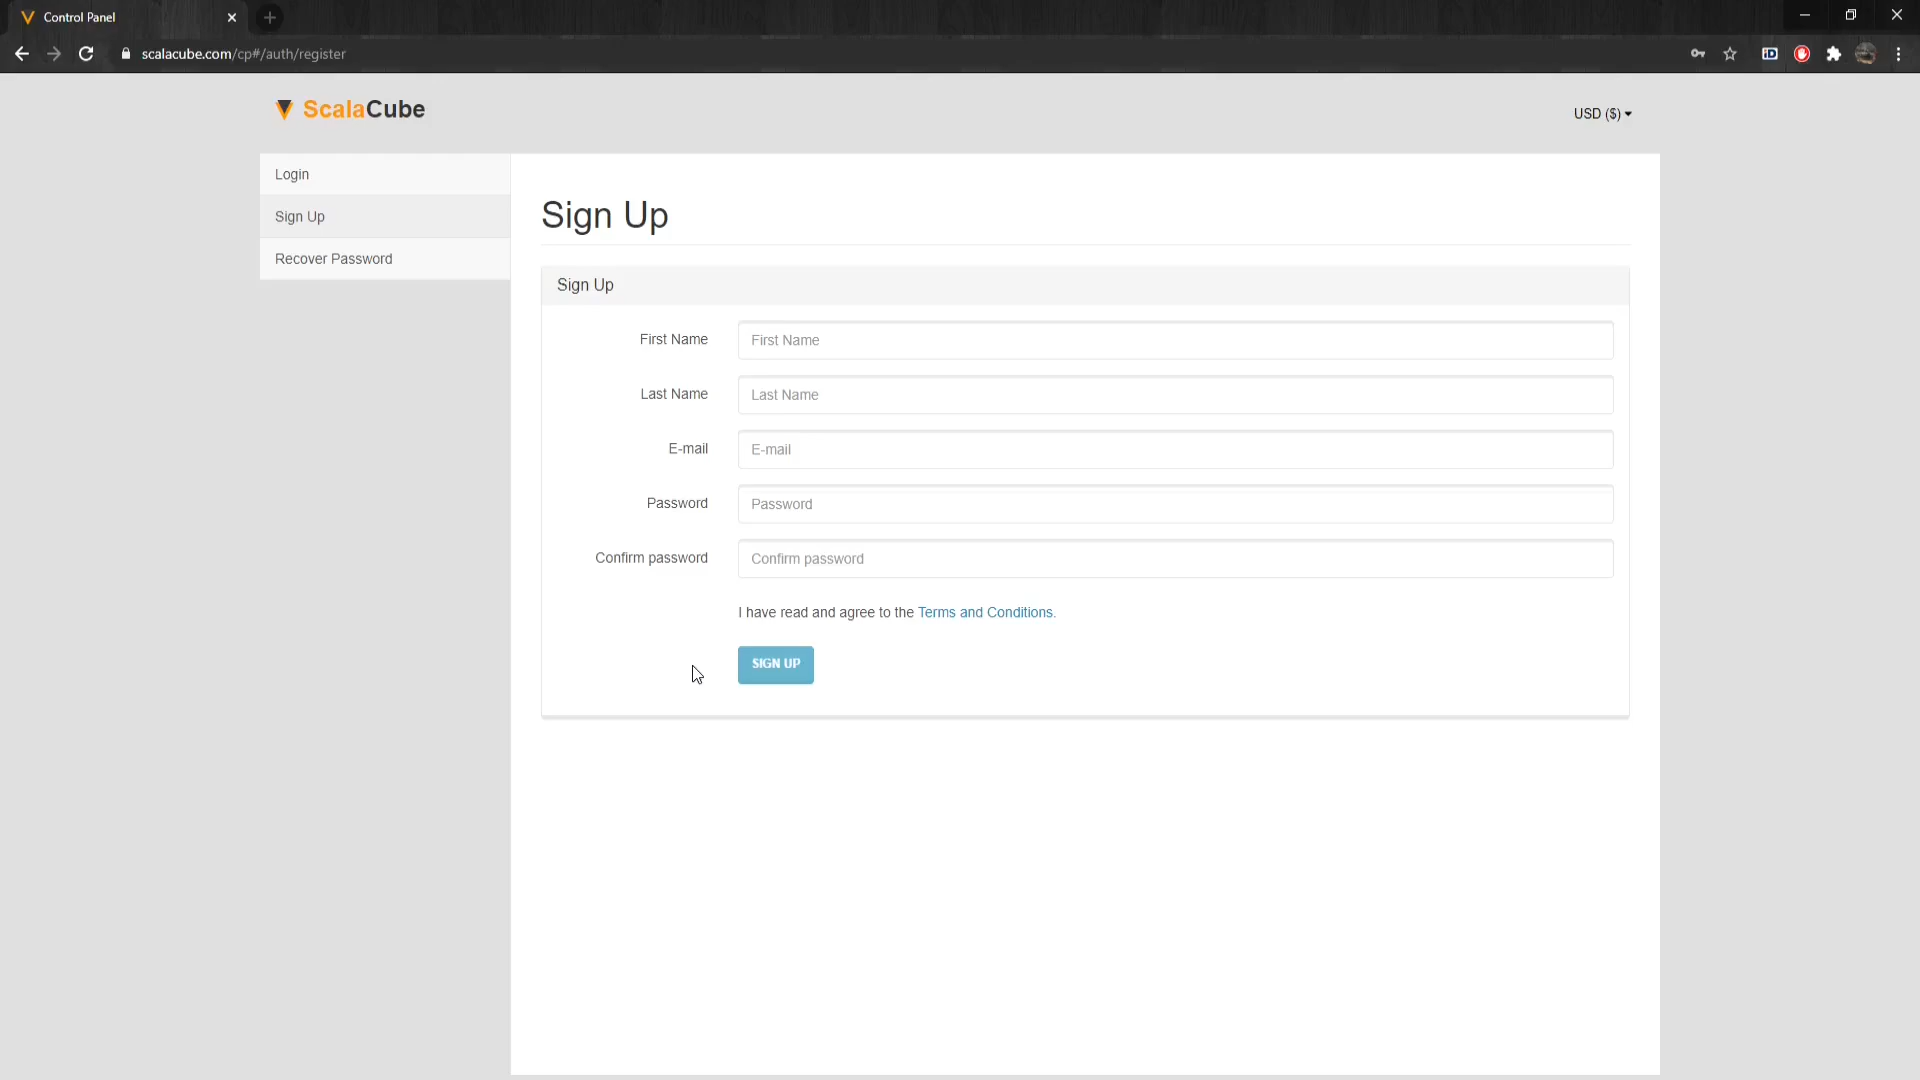 Control Panel
scalacube.com/cp#/auth/register
ScalaCube
USD ($)
Login
Sign Up
Recover Password
Sign Up
Sign Up
First Name
First Name
Last Name
Last Name
E-mail
E-mail
Password
Password
Confirm password
Confirm password
I have read and agree to the Terms and Conditions.
SIGN UP